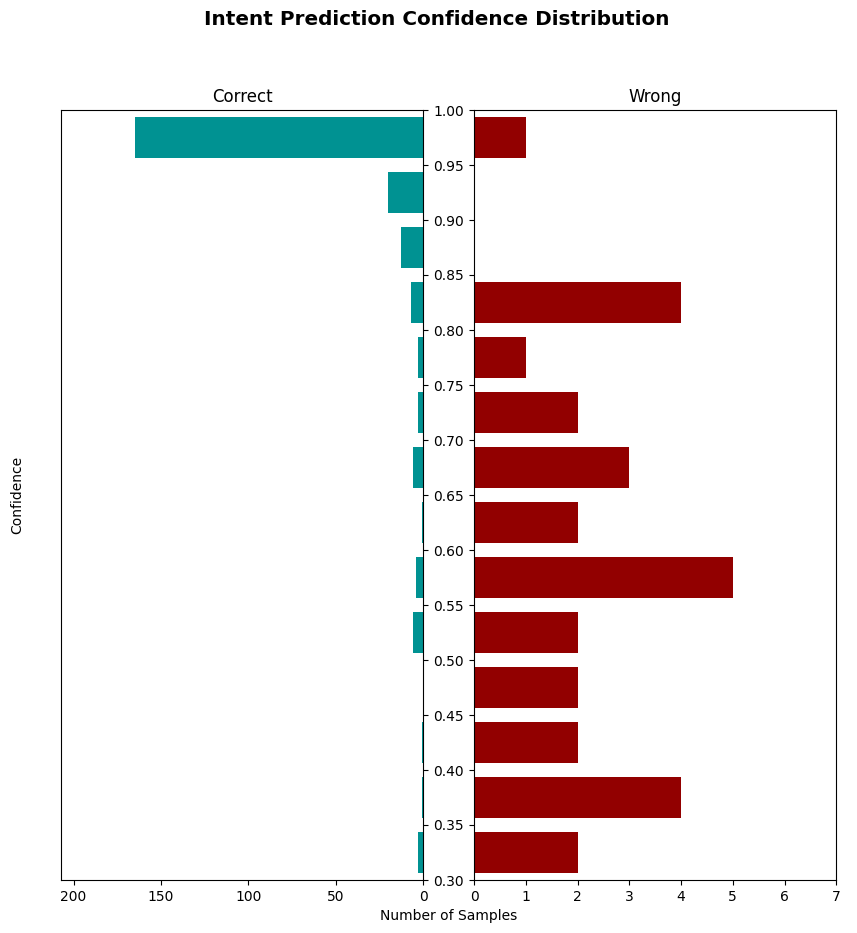 Intent Prediction Confidence Distribution
Correct
Wrong
1.00
0.95
0.90
0.85
0.80
0.75
0.70
0.65
0.60
0.55
0.50
0.45
0.40
0.35
0.30
Confidence
200 150 100 50 0
0 1 2 3 4 5 6 7
Number of Samples